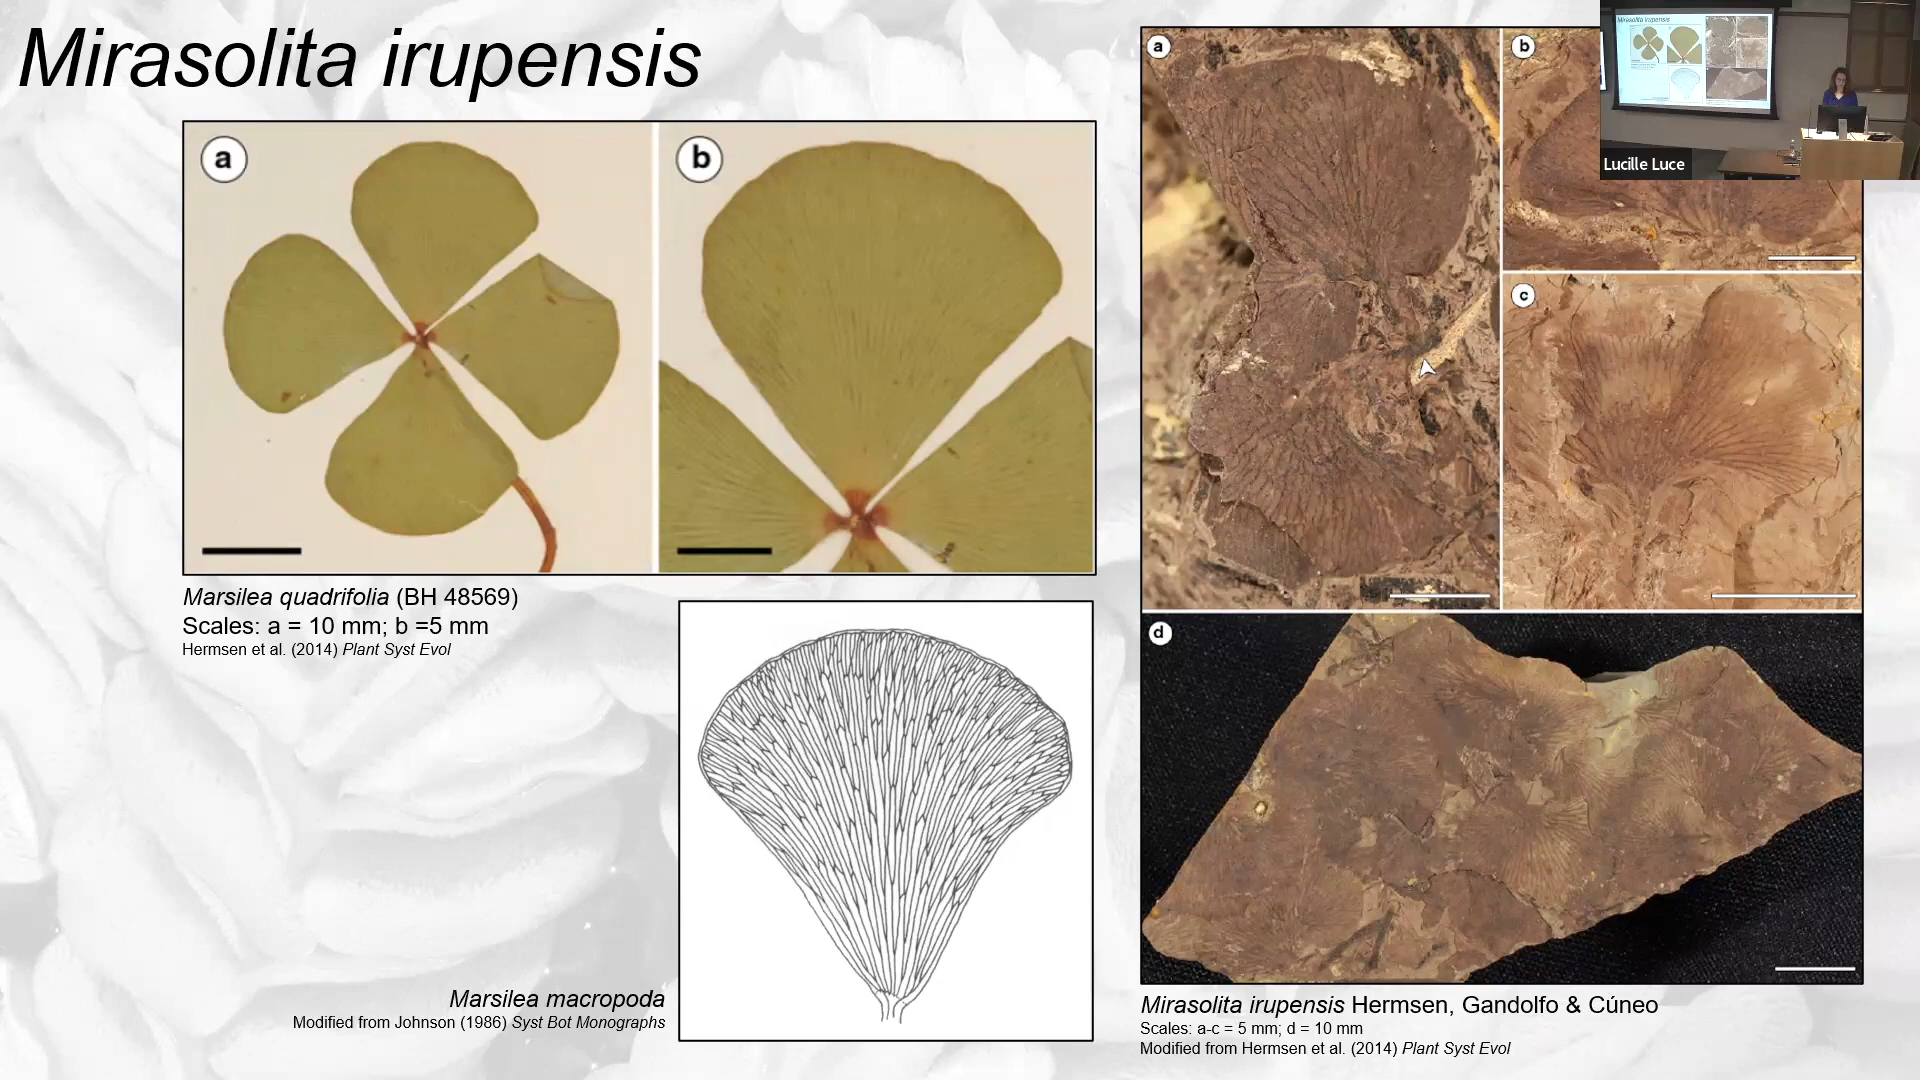 Mirasolita irupensis
a
b
Marsilea quadrifolia (BH 48569)
Scales: a = 10 mm; b =5 mm
Hermsen et al. (2014) Plant Syst Evol
Marsilea macropoda
Modified from Johnson (1986) Syst Bot Monographs
a
b
c
d
Mirasolita irupensis Hermsen, Gandolfo & Cúneo
Scales: a-c = 5 mm; d = 10 mm
Modified from Hermsen et al. (2014) Plant Syst Evol
Mirasolita irupensis
Lucille Luce